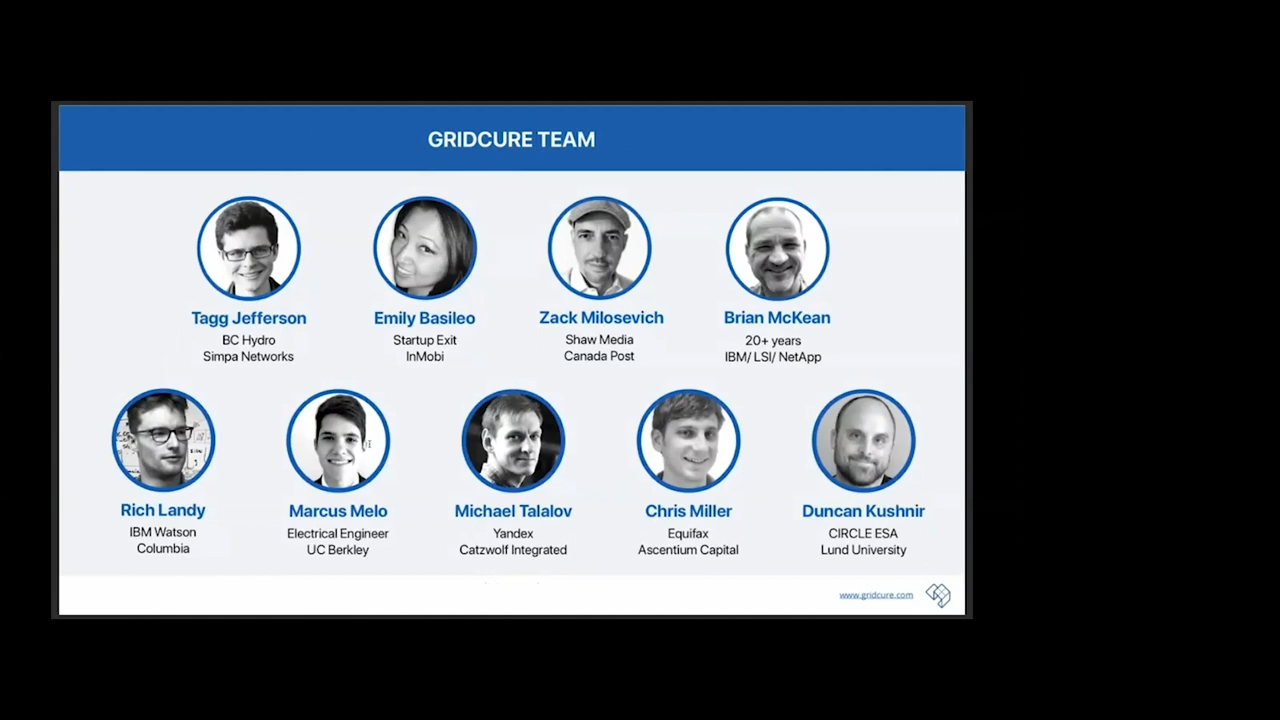 GRIDCURE TEAM
Tagg Jefferson
BC Hydro
Simpa Networks
Emily Basileo
Startup Exit
InMobi
Zack Milosevich
Shaw Media
Canada Post
Brian McKean
20+ years
IBM/ LSI/ NetApp
Rich Landy
IBM Watson
Columbia
Marcus Melo
Electrical Engineer
UC Berkley
Michael Talalov
Yandex
Catzwolf Integrated
Chris Miller
Equifax
Ascentium Capital
Duncan Kushnir
CIRCLE ESA
Lund University
www.gridcure.com